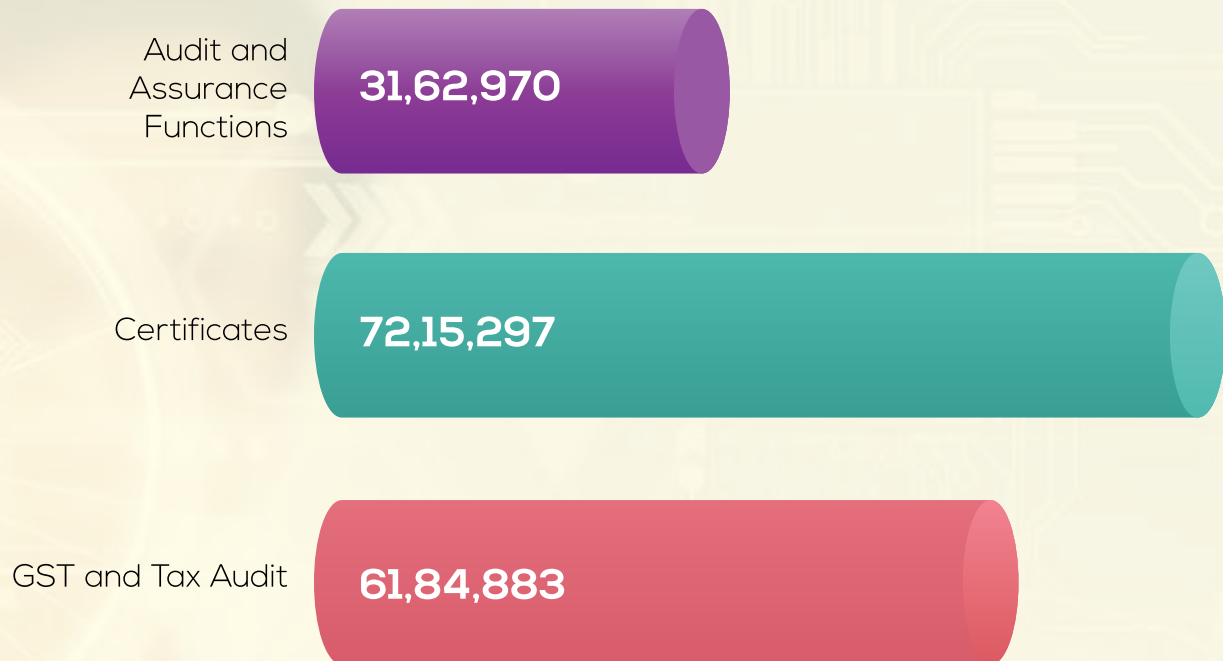 Audit and
Assurance
Functions
31,62,970
Certificates
72,15,297
GST and Tax Audit
61,84,883